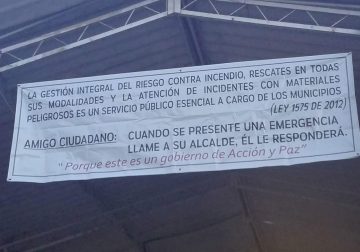 LA GESTIÓN INTEGRAL DEL RIESGO CONTRA INCENDIO, RESCATES EN TODAS
SUS MODALIDADES Y LA ATENCIÓN DE INCIDENTES CON MATERIALES
PELIGROSOS ES UN SERVICIO PÚBLICO ESENCIAL A CARGO DE LOS MUNICIPIOS
(LEY 1575 DE 2012)
AMIGO CIUDADANO: CUANDO SE PRESENTE UNA EMERGENCIA
LLAME A SU ALCALDE, ÉL LE RESPONDERÁ.
"Porque este es un gobierno de Acción y Paz"